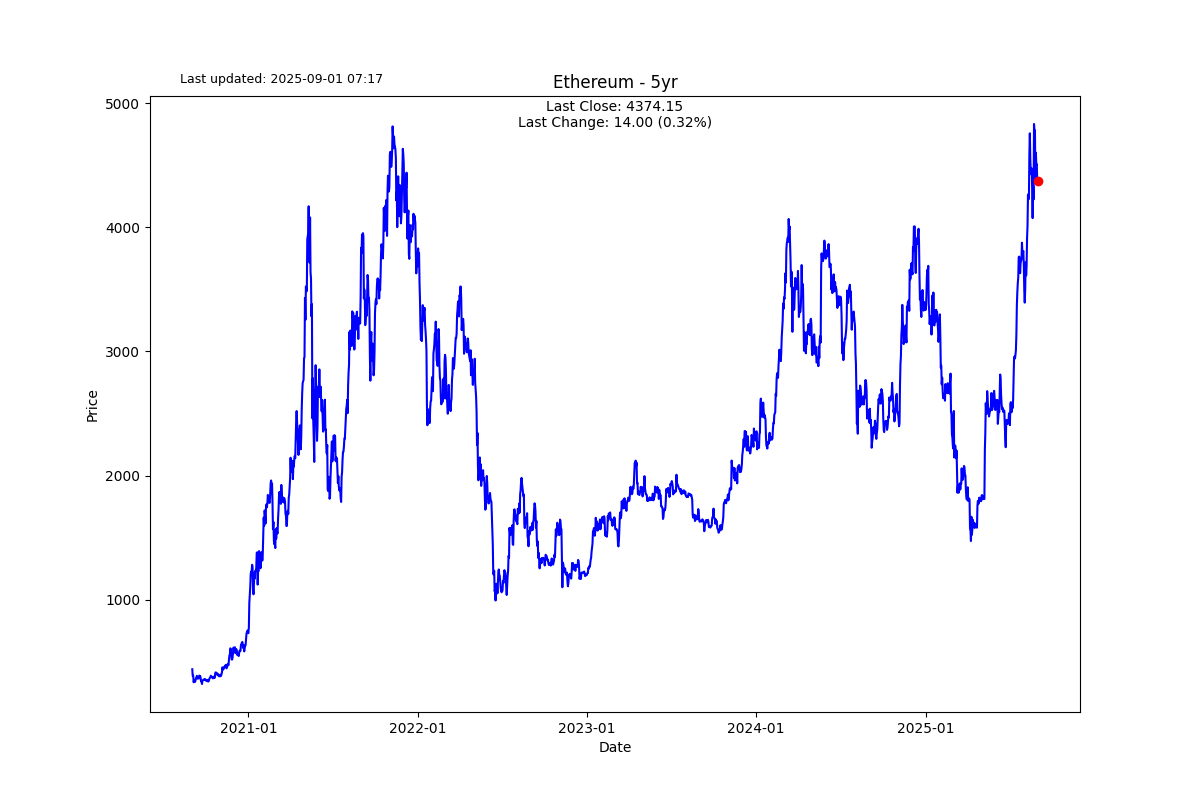 Last updated: 2025-09-01 07:17
Ethereum - 5yr
Last Close: 4374.15
Last Change: 14.00 (0.32%)
5000
4000
3000
2000
1000
Price
2021-01
2022-01
2023-01
2024-01
2025-01
Date